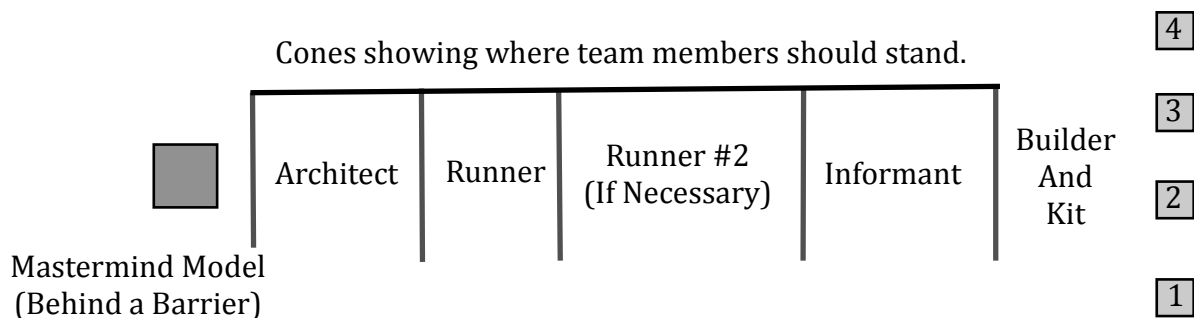 4
Cones showing where team members should stand.
3
Architect
Runner
Runner #2
(If Necessary)
Informant
Builder
And
Kit
2
Mastermind Model
(Behind a Barrier)
1